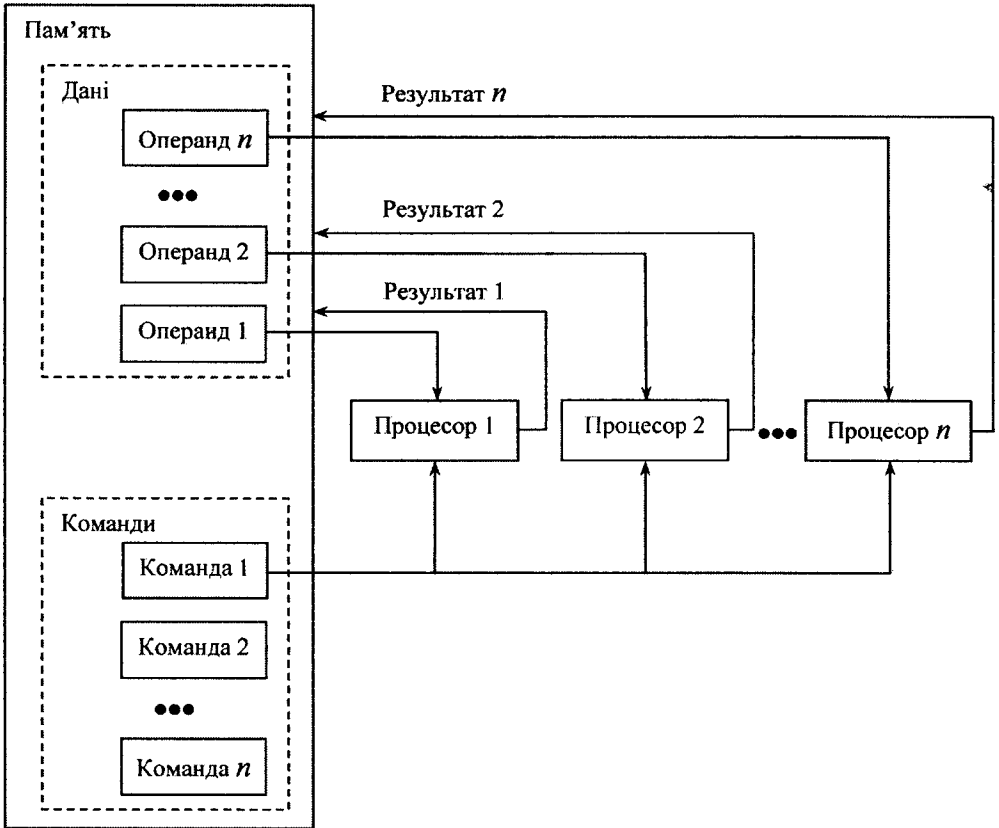 Пам’ять
Дані
Результат n
Операнд n
Результат 2
Операнд 2
Результат 1
Операнд 1
Процесор 1
Процесор 2
Процесор n
Команди
Команда 1
Команда 2
Команда n